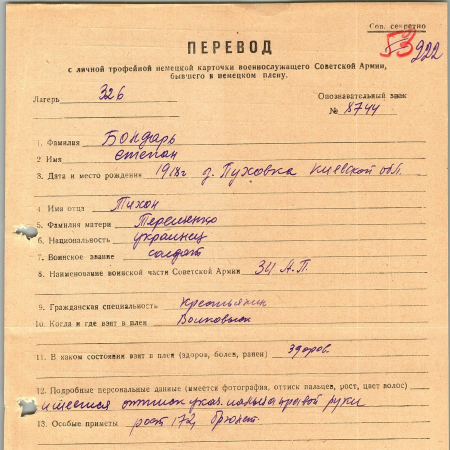 Сов. секретно
53 222
ПЕРЕВОД
с личной трофейной немецкой карточки военнослужащего Советской Армии,
бывшего в немецком плену.
Лагерь 326
Опознавательный знак
№ 8744
1. Фамилия Бондарь
2 Имя степан
3. Дата и место рождения 1918г д. Пуховка Киевской обл.
4 Имя отца Тихон
5. Фамилия матери Терещенко
6. Национальность украинец
7. Воинское звание солдат
8. Наименование воинской части Советской Армии 34 А.П.
9. Гражданская специальность крестьянин
10. Когда и где взят в плен Волковыск
11. В каком состоянии взят в плен (здоров, болен, ранен) здоров.
12. Подробные персональные данные (имеется фотография, оттиск пальцев, рост, цвет волос)
имеется оттиск указ. пальца правой руки
13. Особые приметы рост 172, брюнет.